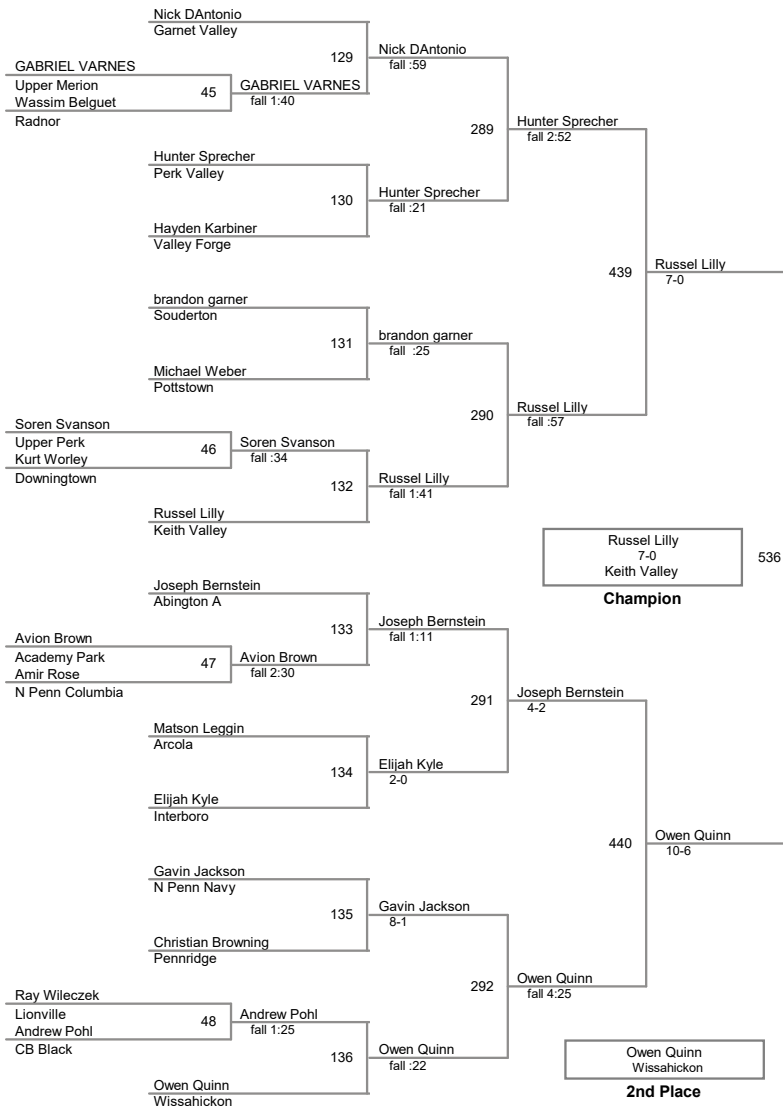 Nick DAntonio
Garnet Valley
129
Nick DAntonio
fall :59
GABRIEL VARNES
Upper Merion
45
GABRIEL VARNES
fall 1:40
Wassim Belguet
Radnor
289
Hunter Sprecher
fall 2:52
Hunter Sprecher
Perk Valley
130
Hunter Sprecher
fall :21
Hayden Karbiner
Valley Forge
439
Russel Lilly
7-0
brandon garner
Souderton
131
brandon garner
fall :25
Michael Weber
Pottstown
290
Russel Lilly
fall :57
Soren Svanson
Upper Perk
46
Soren Svanson
fall :34
Kurt Worley
Downingtown
132
Russel Lilly
fall 1:41
Russel Lilly
Keith Valley
Russel Lilly
7-0
Keith Valley
536
Champion
Joseph Bernstein
Abington A
133
Joseph Bernstein
fall 1:11
Avion Brown
Academy Park
47
Avion Brown
fall 2:30
Amir Rose
N Penn Columbia
291
Joseph Bernstein
4-2
Matson Leggin
Arcola
134
Elijah Kyle
2-0
Elijah Kyle
Interboro
440
Owen Quinn
10-6
Gavin Jackson
N Penn Navy
135
Gavin Jackson
8-1
Christian Browning
Pennridge
292
Owen Quinn
fall 4:25
Ray Wileczek
Lionville
48
Andrew Pohl
fall 1:25
Andrew Pohl
CB Black
136
Owen Quinn
fall :22
Owen Quinn
Wissahickon
Owen Quinn
Wissahickon
2nd Place